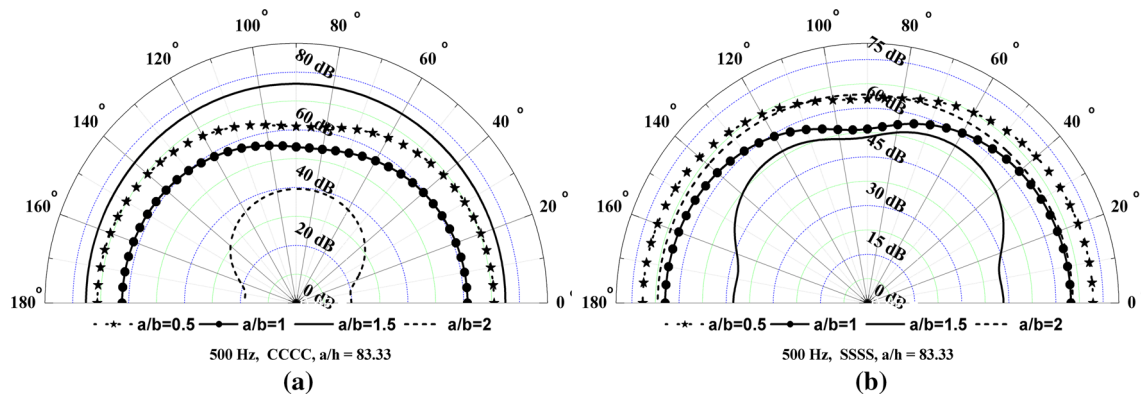 100 °
80 °
120 °
60 °
140 °
40 °
160 °
20 °
180 °
0 °
80 dB
60 dB
40 dB
20 dB
0 dB
a/b=0.5 a/b=1 a/b=1.5 a/b=2
500 Hz, CCCC, a/h = 83.33
(a)
100 °
80 °
120 °
60 °
140 °
40 °
160 °
20 °
180 °
0
75 dB
60 dB
45 dB
30 dB
15 dB
0 dB
a/b=0.5 a/b=1 a/b=1.5 a/b=2
500 Hz, SSSS, a/h = 83.33
(b)